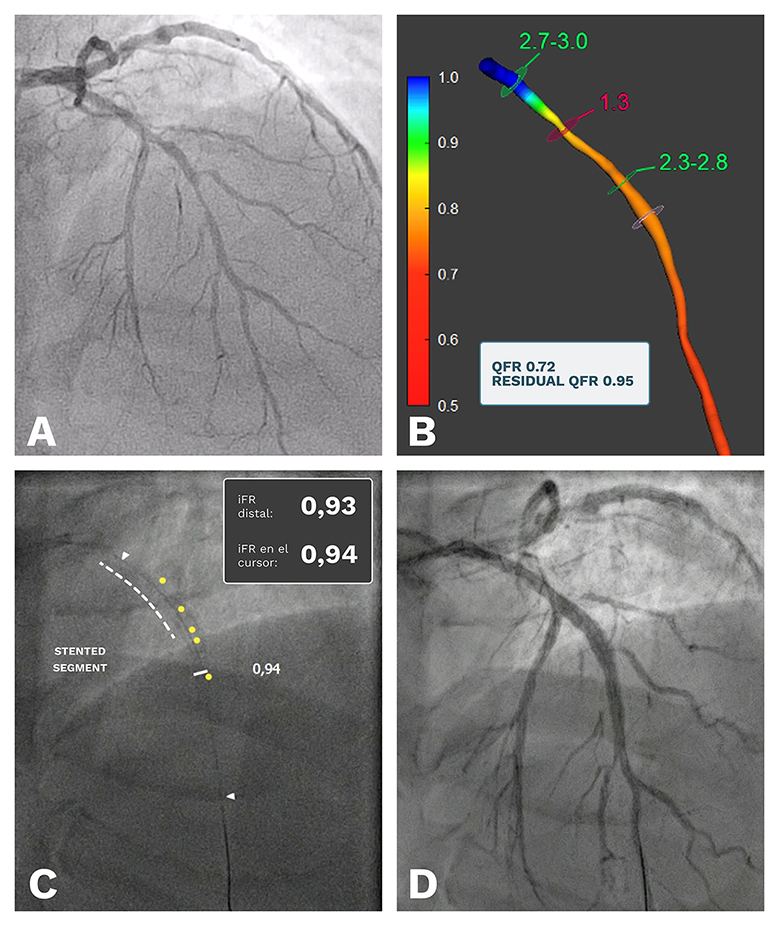 A
2.7-3.0
1.0
1.3
0.9
2.3-2.8
0.8
0.7
0.6
QFR 0.72
RESIDUAL QFR 0.95
0.5
B
iFR
distal:
0,93
iFR en el
cursor:
0,94
STENTED
SEGMENT
0,94
C
D